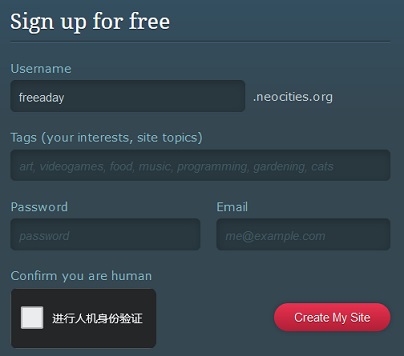 Sign up for free
Username
freeaday .neocities.org
Tags (your interests, site topics)
art, videogames, food, music, programming, gardening, cats
Password Email
password me@example.com
Confirm you are human
进行人机身份验证 Create My Site